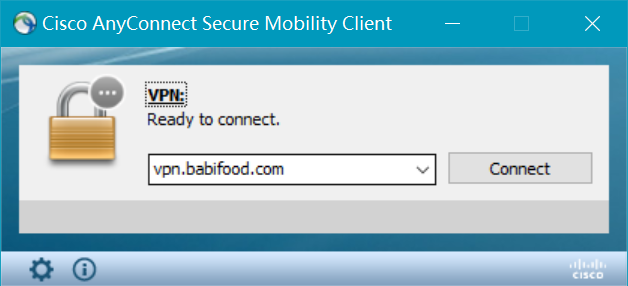 Cisco AnyConnect Secure Mobility Client
VPN:
Ready to connect.
vpn.babifood.com
Connect
CISCO